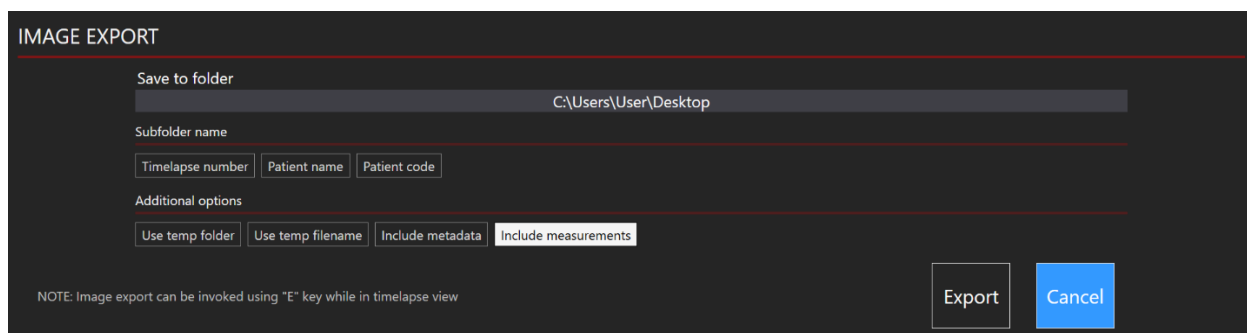 IMAGE EXPORT
Save to folder
C:\Users\User\Desktop
Subfolder name
Timelapse number Patient name Patient code
Additional options
Use temp folder Use temp filename Include metadata Include measurements
NOTE: Image export can be invoked using "E" key while in timelapse view
Export Cancel